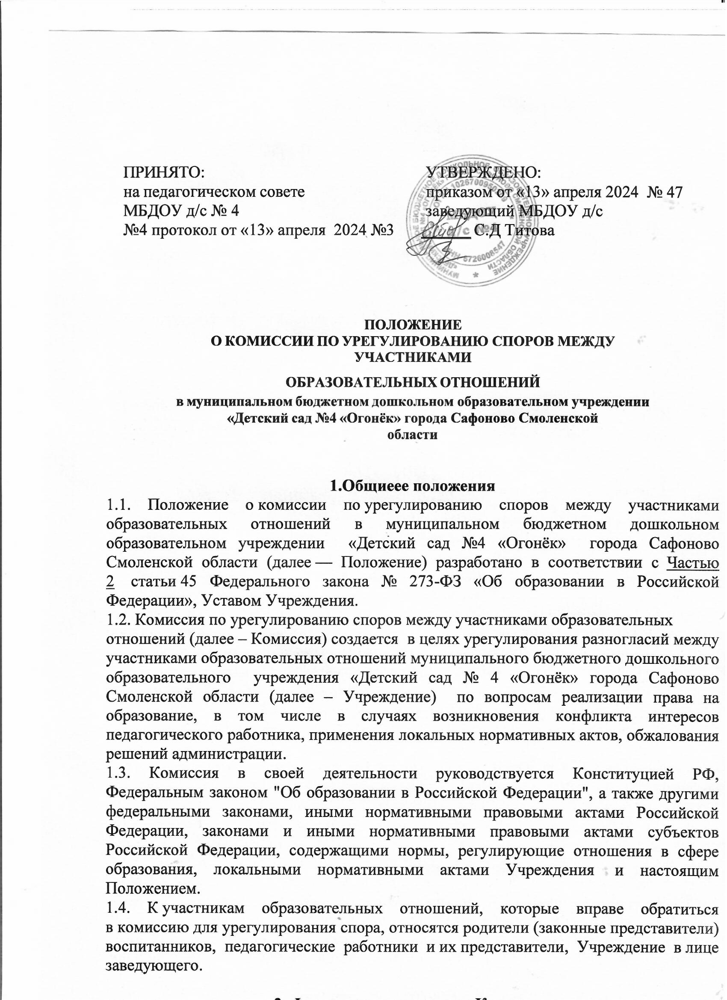 ПРИНЯТО:
на педагогическом совете
МБДОУ д/с № 4
№4 протокол от «13» апреля 2024 №3
УТВЕРЖДЕНО:
приказом от «13» апреля 2024 № 47
заведующий МБДОУ д/с
С.Д Титова
ПОЛОЖЕНИЕ
О КОМИССИИ ПО УРЕГУЛИРОВАНИЮ СПОРОВ МЕЖДУ
УЧАСТНИКАМИ
ОБРАЗОВАТЕЛЬНЫХ ОТНОШЕНИЙ
в муниципальном бюджетном дошкольном образовательном учреждении
«Детский сад №4 «Огонёк» города Сафоново Смоленской
области
1.Общиеее положения
1.1. Положение о комиссии по урегулированию споров между участниками
образовательных отношений в муниципальном бюджетном дошкольном
образовательном учреждении «Детский сад №4 «Огонёк» города Сафоново
Смоленской области (далее — Положение) разработано в соответствии с Частью
2 статьи 45 Федерального закона № 273-ФЗ «Об образовании в Российской
Федерации», Уставом Учреждения.
1.2. Комиссия по урегулированию споров между участниками образовательных
отношений (далее – Комиссия) создается в целях урегулирования разногласий между
участниками образовательных отношений муниципального бюджетного дошкольного
образовательного учреждения «Детский сад № 4 «Огонёк» города Сафоново
Смоленской области (далее – Учреждение) по вопросам реализации права на
образование, в том числе в случаях возникновения конфликта интересов
педагогического работника, применения локальных нормативных актов, обжалования
решений администрации.
1.3. Комиссия в своей деятельности руководствуется Конституцией РФ,
Федеральным законом "Об образовании в Российской Федерации", а также другими
федеральными законами, иными нормативными правовыми актами Российской
Федерации, законами и иными нормативными правовыми актами субъектов
Российской Федерации, содержащими нормы, регулирующие отношения в сфере
образования, локальными нормативными актами Учреждения и настоящим
Положением.
1.4. К участникам образовательных отношений, которые вправе обратиться
в комиссию для урегулирования спора, относятся родители (законные представители)
воспитанников, педагогические работники и их представители, Учреждение в лице
заведующего.